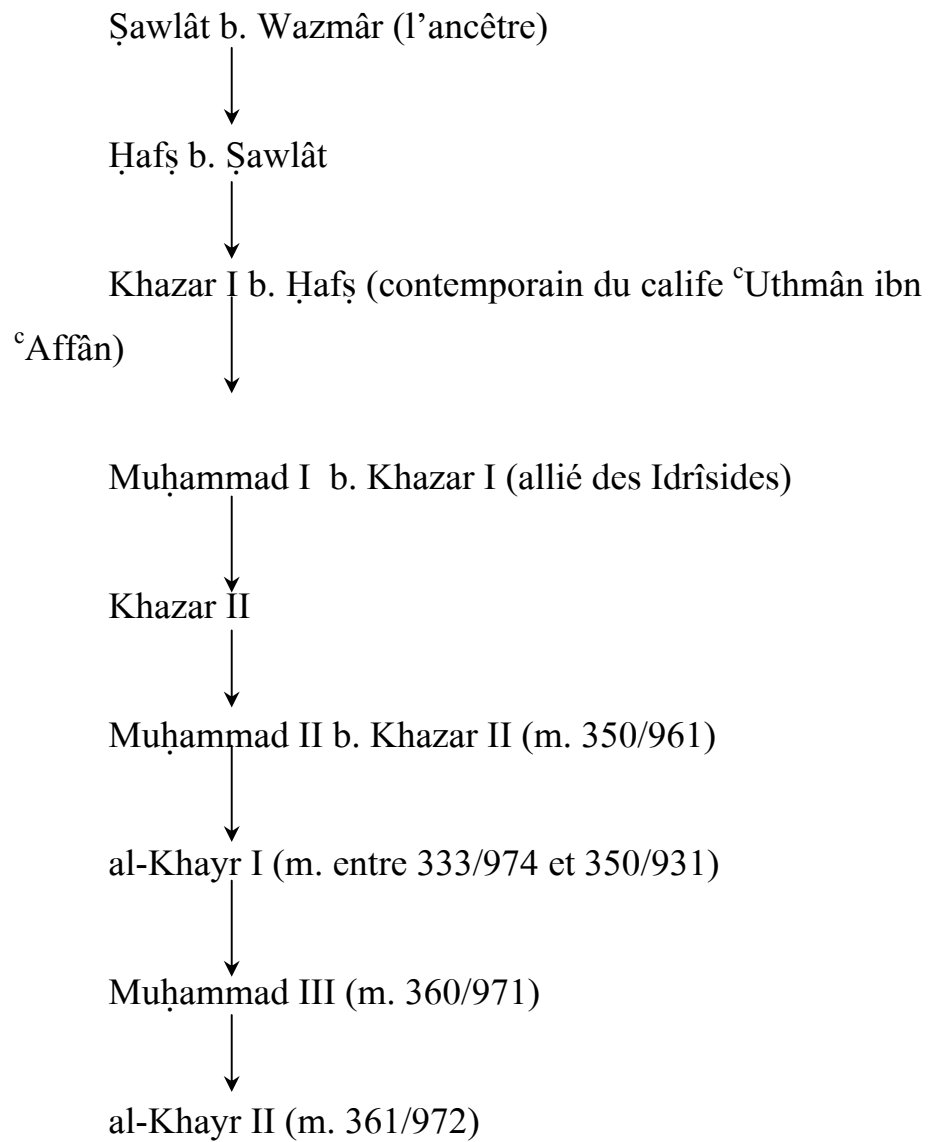 Ṣawlât b. Wazmâr (l’ancêtre)
Ḥafṣ b. Ṣawlât
Khazar I b. Ḥafṣ (contemporain du calife ᶜUthmân ibn
ᶜAffân)
Muḥammad I b. Khazar I (allié des Idrîsides)
Khazar II
Muḥammad II b. Khazar II (m. 350/961)
al-Khayr I (m. entre 333/974 et 350/931)
Muḥammad III (m. 360/971)
al-Khayr II (m. 361/972)